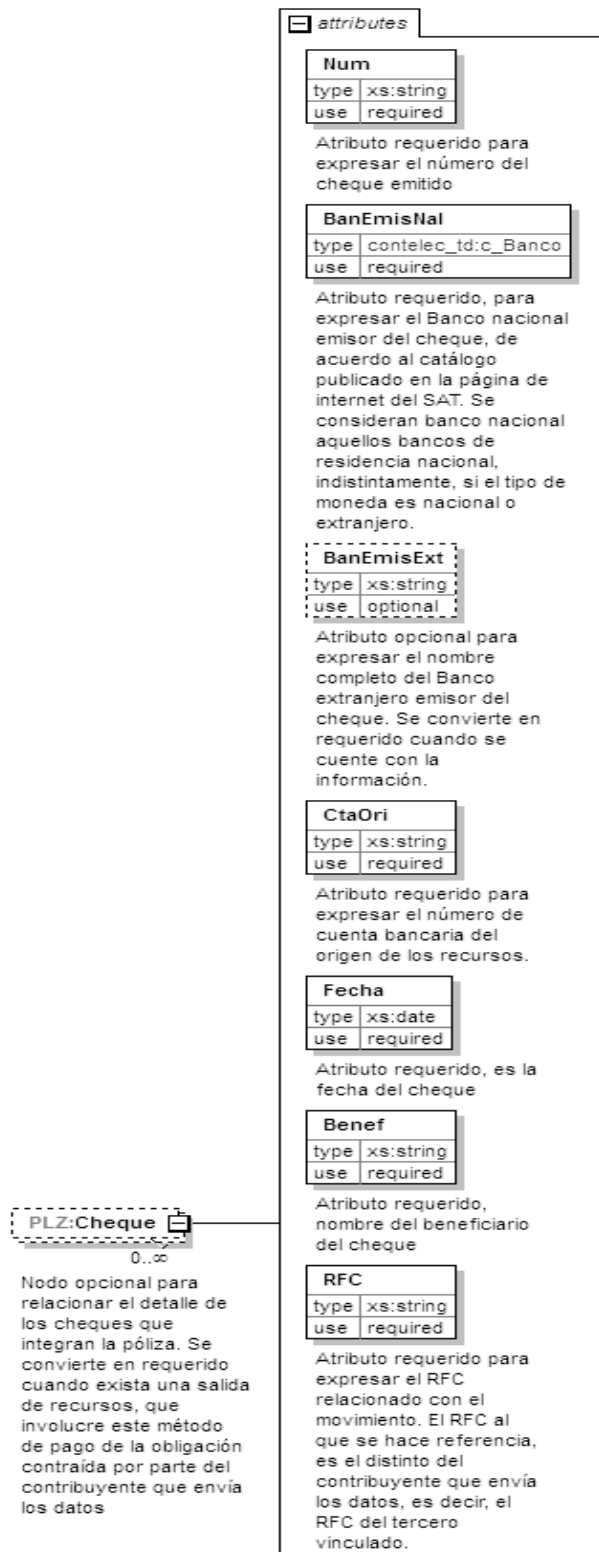 attributes
Num
type xs:string
use required
Atributo requerido para
expresar el número del
cheque emitido
BanEmisNal
type contelec_td:c_Banco
use required
Atributo requerido, para
expresar el Banco nacional
emisor del cheque, de
acuerdo al catálogo
publicado en la página de
internet del SAT. Se
consideran banco nacional
aquellos bancos de
residencia nacional,
indistintamente, si el tipo de
moneda es nacional o
extranjero.
BanEmisExt
type xs:string
use optional
Atributo opcional para
expresar el nombre
completo del Banco
extranjero emisor del
cheque. Se convierte en
requerido cuando se
cuente con la
información.
CtaOri
type xs:string
use required
Atributo requerido para
expresar el número de
cuenta bancaria del
origen de los recursos.
Fecha
type xs:date
use required
Atributo requerido, es la
fecha del cheque
Benef
type xs:string
use required
Atributo requerido,
nombre del beneficiario
del cheque
RFC
type xs:string
use required
Atributo requerido para
expresar el RFC
relacionado con el
movimiento. El RFC al
que se hace referencia,
es el distinto del
contribuyente que envía
los datos, es decir, el
RFC del tercero
vinculado.
PLZ:Cheque
0..∞
Nodo opcional para
relacionar el detalle de
los cheques que
integran la póliza. Se
convierte en requerido
cuando exista una salida
de recursos, que
involucre este método
de pago de la obligación
contraída por parte del
contribuyente que envía
los datos